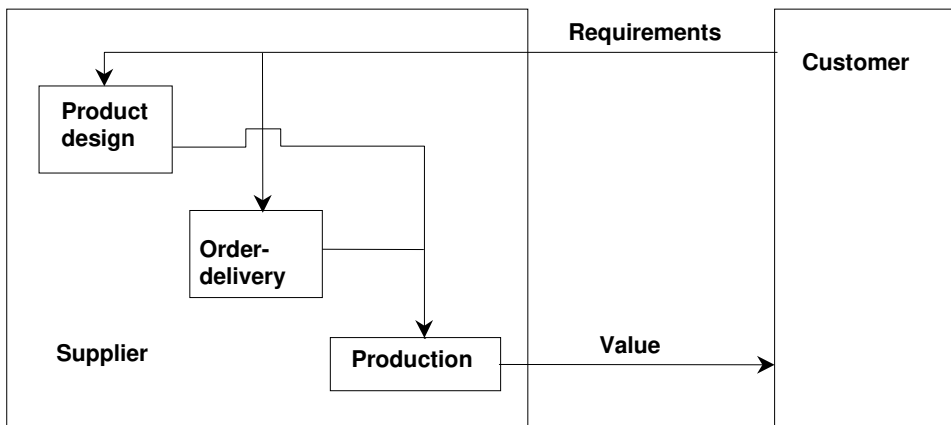 Requirements
Customer
Product
design
Order-
delivery
Supplier
Production
Value